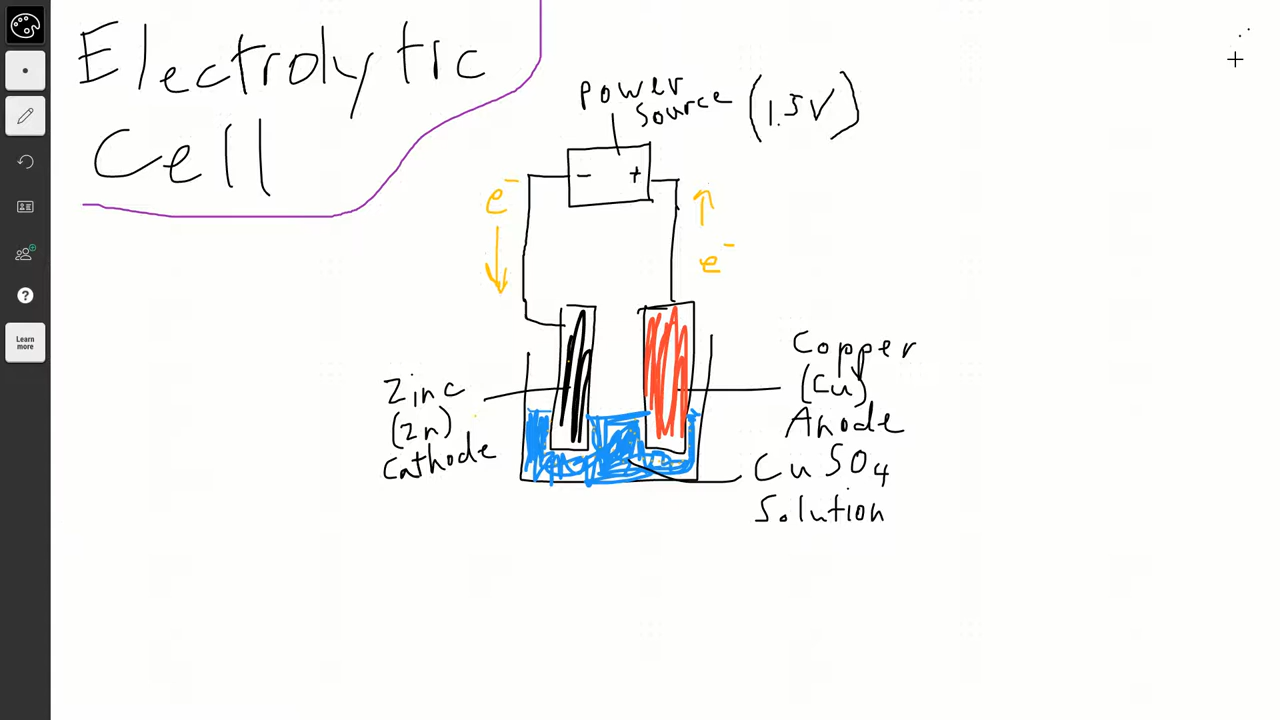 Electrolytic
Cell
Power
Source (1.5V)
- +
e⁻
e⁻
Zinc
(Zn)
Cathode
Copper
(Cu)
Anode
CuSO4
Solution
?
Learn
more